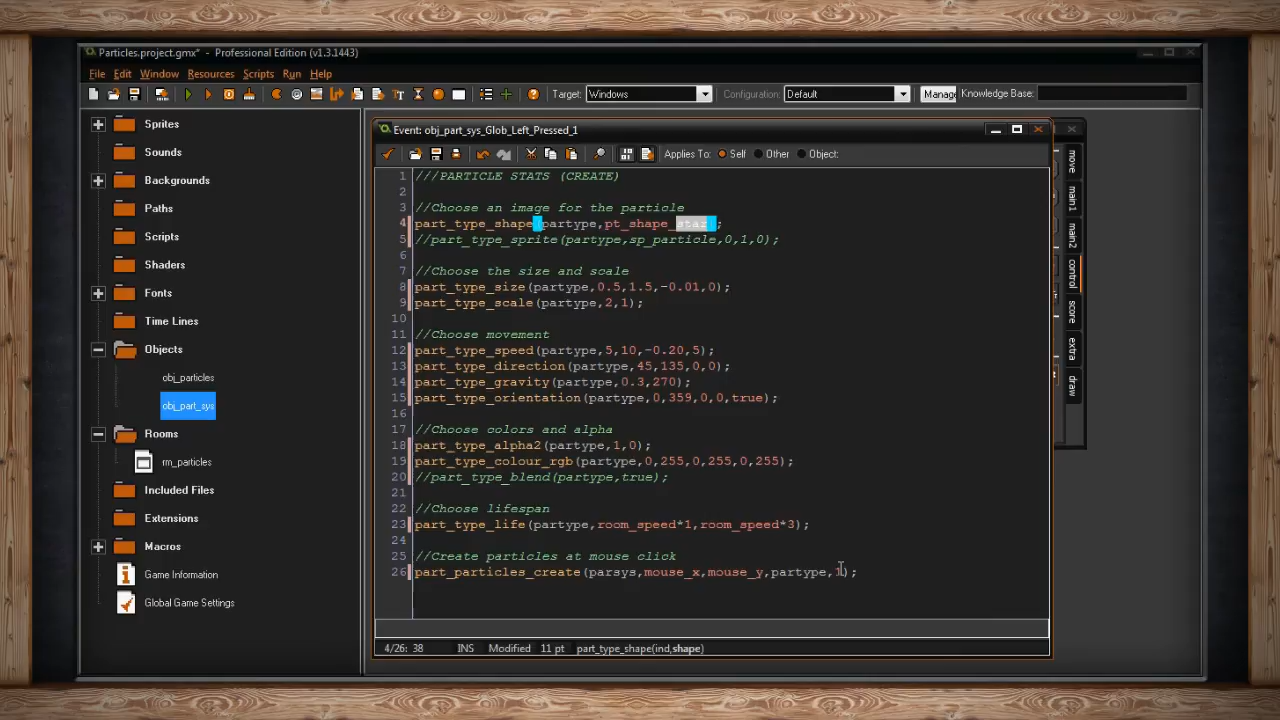 Particles.project.gmx* - Professional Edition (v1.3.1443)
File Edit Window Resources Scripts Run Help
Target: Windows Configuration: Default Manage Knowledge Base:
Sprites
Sounds
Backgrounds
Paths
Scripts
Shaders
Fonts
Time Lines
Objects
obj_particles
obj_part_sys
Rooms
rm_particles
Included Files
Extensions
Macros
Game Information
Global Game Settings
Event: obj_part_sys_Glob_Left_Pressed_1
Applies To: Self Other Object:
1 ///PARTICLE STATS (CREATE)
2
3 //Choose an image for the particle
4 part_type_shape(partype,pt_shape_star);
5 //part_type_sprite(partype,sp_particle,0,1,0);
6
7 //Choose the size and scale
8 part_type_size(partype,0.5,1.5,-0.01,0);
9 part_type_scale(partype,2,1);
10
11 //Choose movement
12 part_type_speed(partype,5,10,-0.20,5);
13 part_type_direction(partype,45,135,0,0);
14 part_type_gravity(partype,0.3,270);
15 part_type_orientation(partype,0,359,0,0,true);
16
17 //Choose colors and alpha
18 part_type_alpha2(partype,1,0);
19 part_type_colour_rgb(partype,0,255,0,255,0,255);
20 //part_type_blend(partype,true);
21
22 //Choose lifespan
23 part_type_life(partype,room_speed*1,room_speed*3);
24
25 //Create particles at mouse click
26 part_particles_create(parsys,mouse_x,mouse_y,partype,1);
4/26: 38 INS Modified 11 pt part_type_shape(ind,shape)
move
main1
main2
control
score
extra
draw